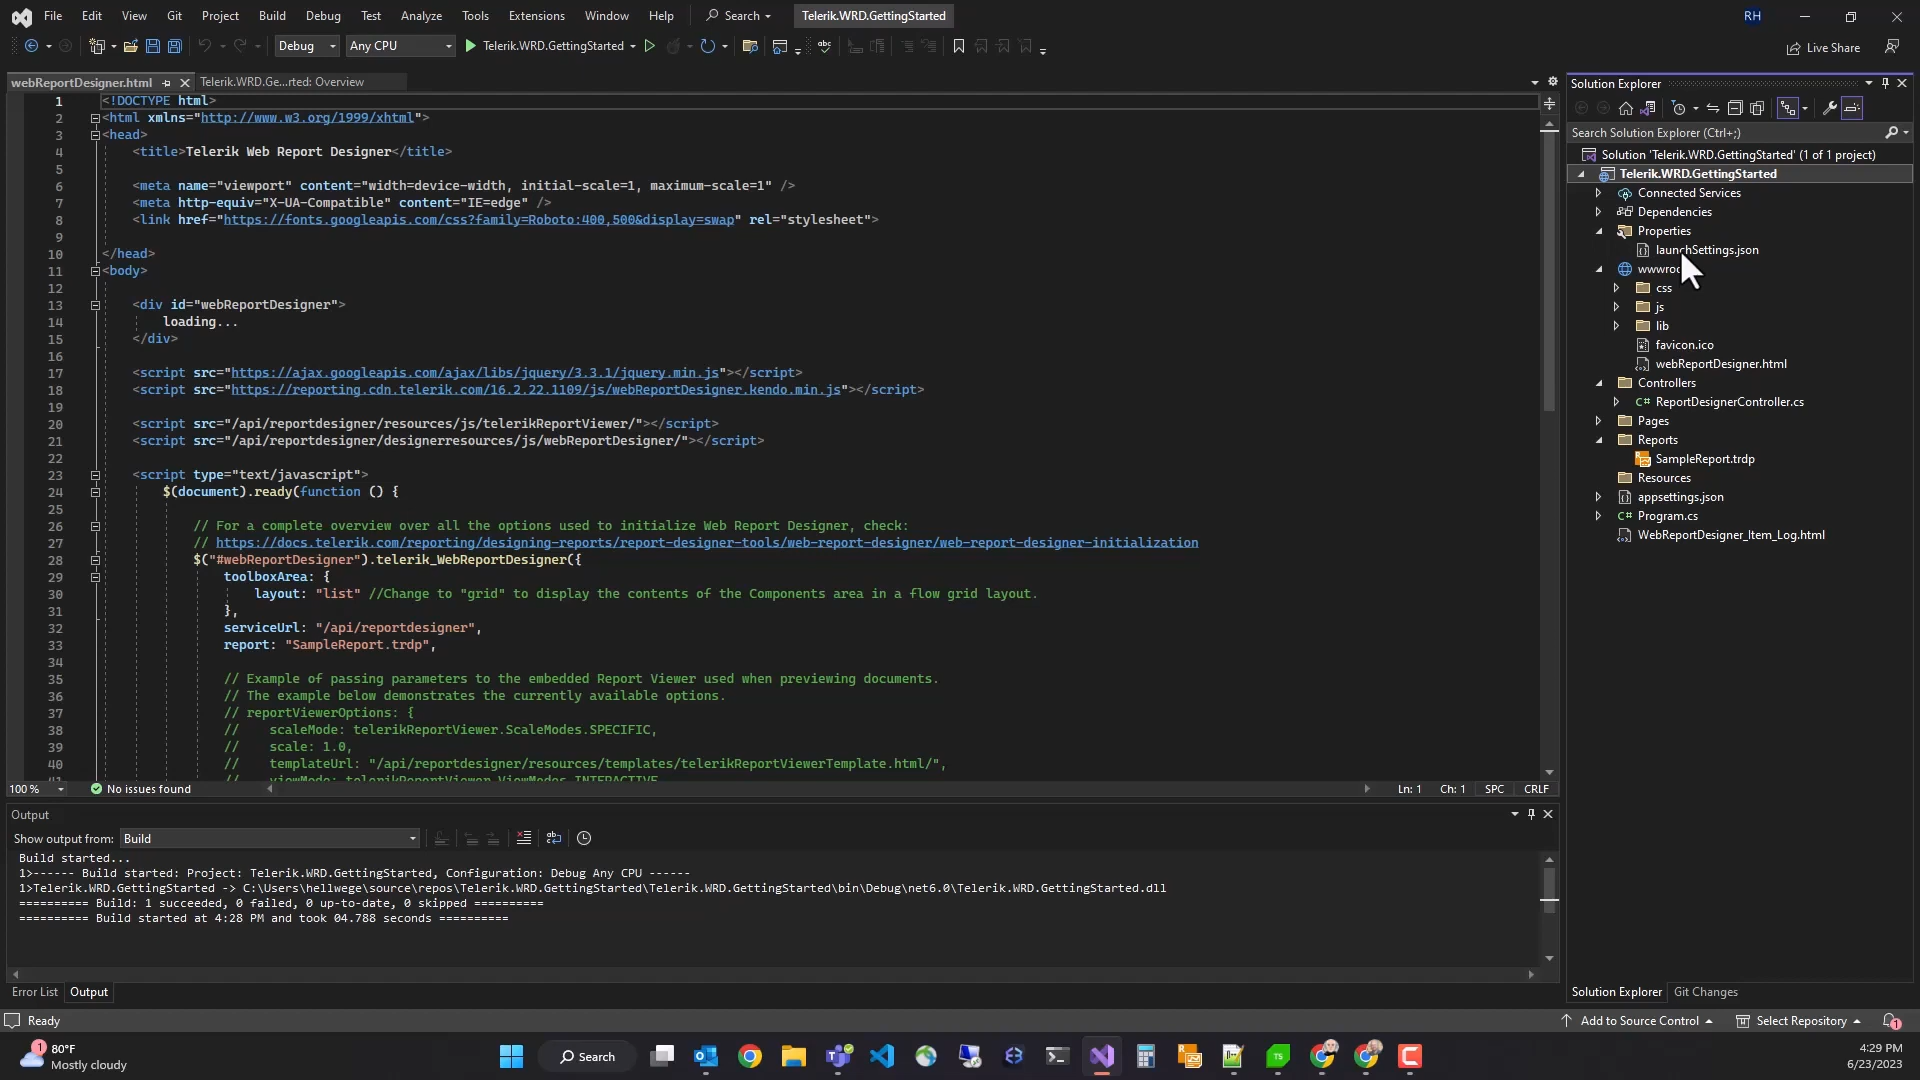 File Edit View Git Project Build Debug Test Analyze Tools Extensions Window Help Search Telerik.WRD.GettingStarted RH
Debug Any CPU Telerik.WRD.GettingStarted Live Share
webReportDesigner.html Telerik.WRD.Ge...rted: Overview
1 <!DOCTYPE html>
2 <html xmlns="http://www.w3.org/1999/xhtml">
3 <head>
4 <title>Telerik Web Report Designer</title>
5
6 <meta name="viewport" content="width=device-width, initial-scale=1, maximum-scale=1" />
7 <meta http-equiv="X-UA-Compatible" content="IE=edge" />
8 <link href="https://fonts.googleapis.com/css?family=Roboto:400,500&display=swap" rel="stylesheet">
9
10 </head>
11 <body>
12
13 <div id="webReportDesigner">
14 loading...
15 </div>
16
17 <script src="https://ajax.googleapis.com/ajax/libs/jquery/3.3.1/jquery.min.js"></script>
18 <script src="https://reporting.cdn.telerik.com/16.2.22.1109/js/webReportDesigner.kendo.min.js"></script>
19
20 <script src="/api/reportdesigner/resources/js/telerikReportViewer/"></script>
21 <script src="/api/reportdesigner/designerresources/js/webReportDesigner/"></script>
22
23 <script type="text/javascript">
24 $(document).ready(function () {
25
26 // For a complete overview over all the options used to initialize Web Report Designer, check:
27 // https://docs.telerik.com/reporting/designing-reports/report-designer-tools/web-report-designer/web-report-designer-initialization
28 $("#webReportDesigner").telerik_WebReportDesigner({
29 toolboxArea: {
30 layout: "list" //Change to "grid" to display the contents of the Components area in a flow grid layout.
31 },
32 serviceUrl: "/api/reportdesigner",
33 report: "SampleReport.trdp",
34
35 // Example of passing parameters to the embedded Report Viewer used when previewing documents.
36 // The example below demonstrates the currently available options.
37 // reportViewerOptions: {
38 // scaleMode: telerikReportViewer.ScaleModes.SPECIFIC,
39 // scale: 1.0,
40 // templateUrl: "/api/reportdesigner/resources/templates/telerikReportViewerTemplate.html/",
41 // viewMode: telerikReportViewer.ViewModes.INTERACTIVE
100 % No issues found Ln: 1 Ch: 1 SPC CRLF
Output
Show output from: Build
Build started...
1>------ Build started: Project: Telerik.WRD.GettingStarted, Configuration: Debug Any CPU ------
1>Telerik.WRD.GettingStarted -> C:\Users\hellwege\source\repos\Telerik.WRD.GettingStarted\Telerik.WRD.GettingStarted\bin\Debug\net6.0\Telerik.WRD.GettingStarted.dll
========== Build: 1 succeeded, 0 failed, 0 up-to-date, 0 skipped ==========
========== Build started at 4:28 PM and took 04.788 seconds ==========
Error List Output
Solution Explorer
Search Solution Explorer (Ctrl+;)
Solution 'Telerik.WRD.GettingStarted' (1 of 1 project)
Telerik.WRD.GettingStarted
Connected Services
Dependencies
Properties
launchSettings.json
css
js
lib
favicon.ico
webReportDesigner.html
Controllers
C# ReportDesignerController.cs
Pages
Reports
SampleReport.trdp
Resources
appsettings.json
C# Program.cs
WebReportDesigner_Item_Log.html
Solution Explorer Git Changes
Ready Add to Source Control Select Repository 1
1 80°F
Mostly cloudy
Search
4:29 PM
6/23/2023